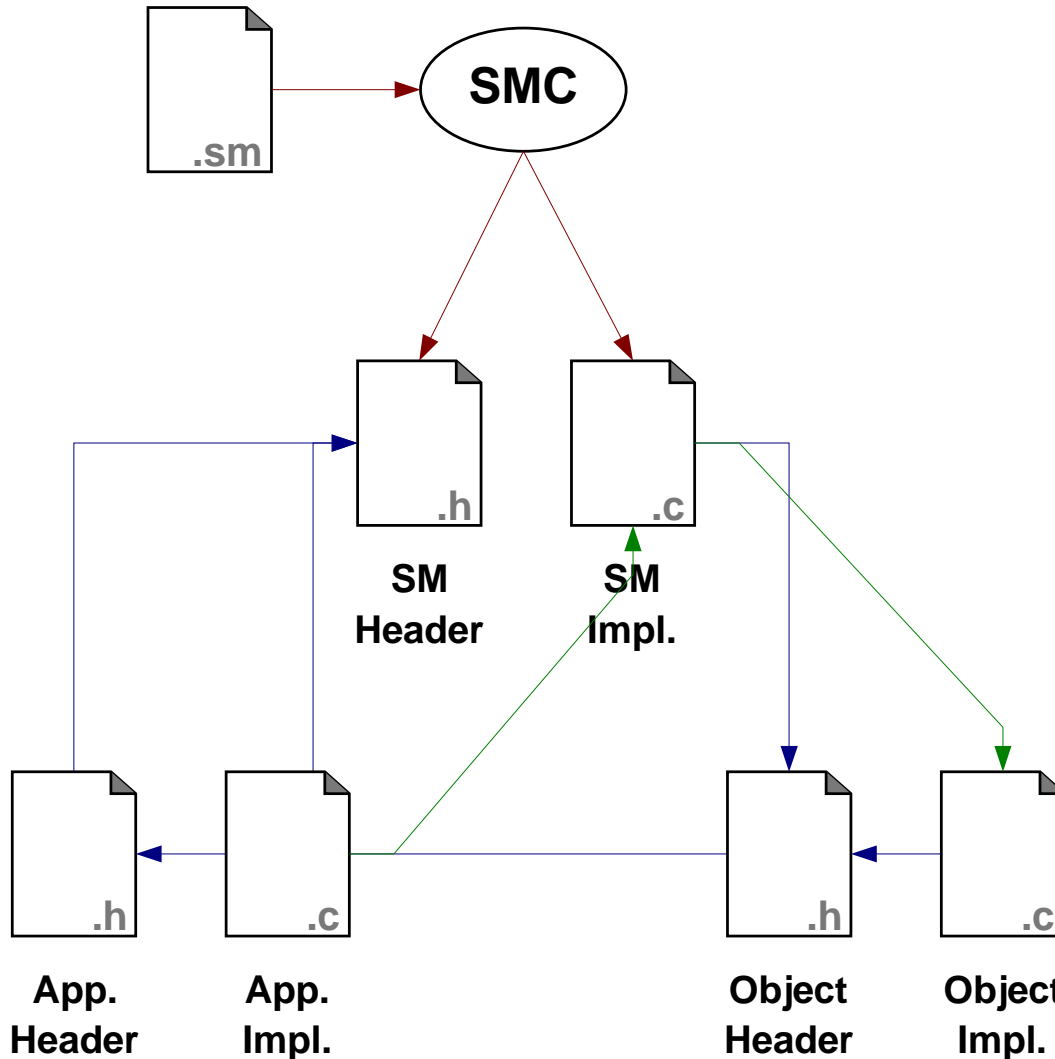 SMC
.sm
.h
.c
SM
Header
SM
Impl.
.h
.c
.h
.c
App.
Header
App.
Impl.
Object
Header
Object
Impl.